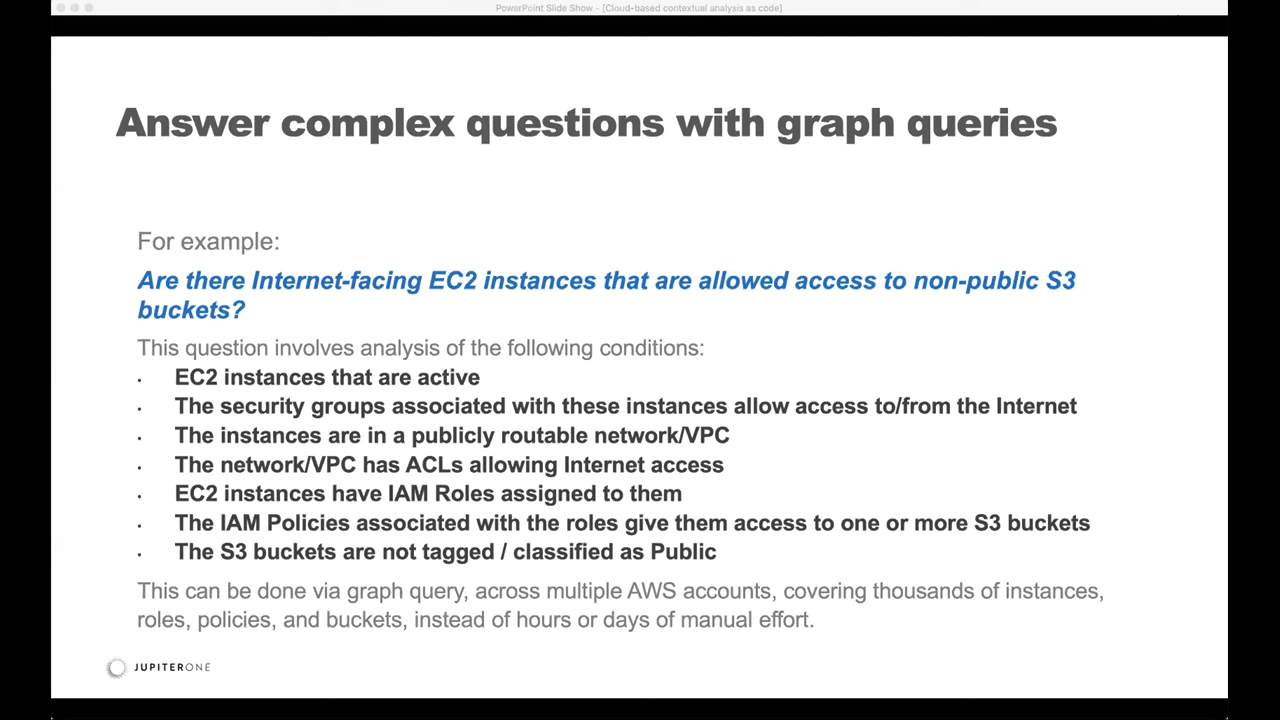 PowerPoint Slide Show - [Cloud-based contextual analysis as code]
Answer complex questions with graph queries
For example:
Are there Internet-facing EC2 instances that are allowed access to non-public S3
buckets?
This question involves analysis of the following conditions:
· EC2 instances that are active
· The security groups associated with these instances allow access to/from the Internet
· The instances are in a publicly routable network/VPC
· The network/VPC has ACLs allowing Internet access
· EC2 instances have IAM Roles assigned to them
· The IAM Policies associated with the roles give them access to one or more S3 buckets
· The S3 buckets are not tagged / classified as Public
This can be done via graph query, across multiple AWS accounts, covering thousands of instances,
roles, policies, and buckets, instead of hours or days of manual effort.
JUPITERONE